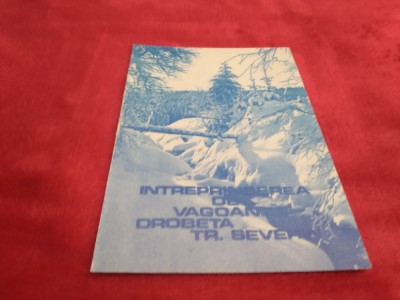 INTREPRINDEREA
DE
VAGOANE
DROBETA
TR. SEVERIN